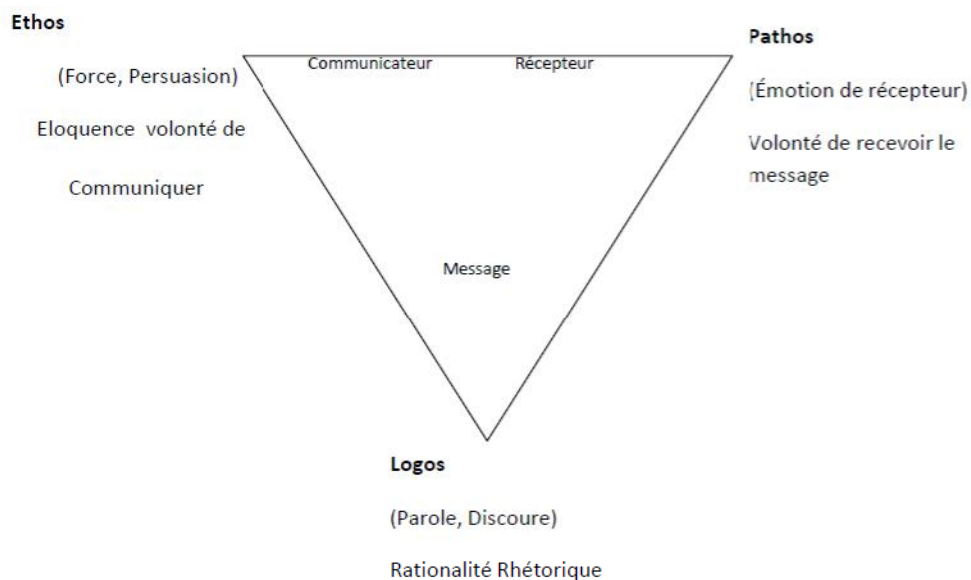 Ethos
(Force, Persuasion)
Eloquence volonté de
Communiquer
Communicateur
Récepteur
Pathos
(Émotion de récepteur)
Volonté de recevoir le
message
Message
Logos
(Parole, Discoure)
Rationalité Rhétorique